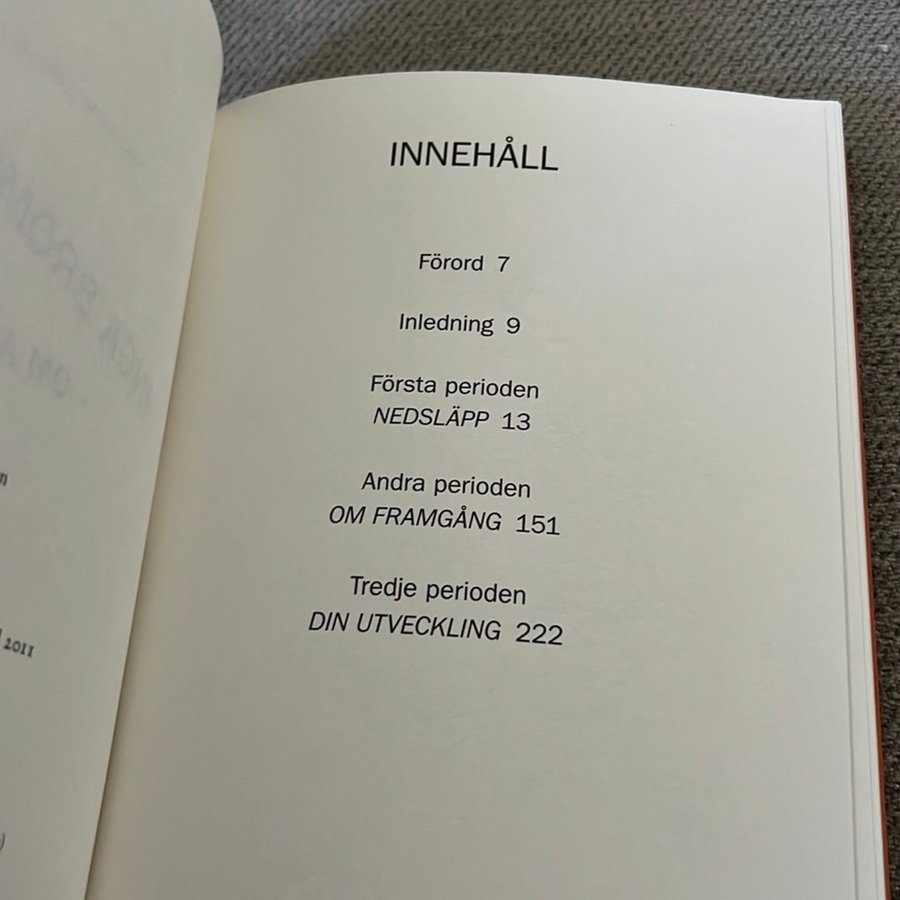 2011
INNEHÅLL
Förord 7
Inledning 9
Första perioden
NEDSLÄPP 13
Andra perioden
OM FRAMGÅNG 151
Tredje perioden
DIN UTVECKLING 222